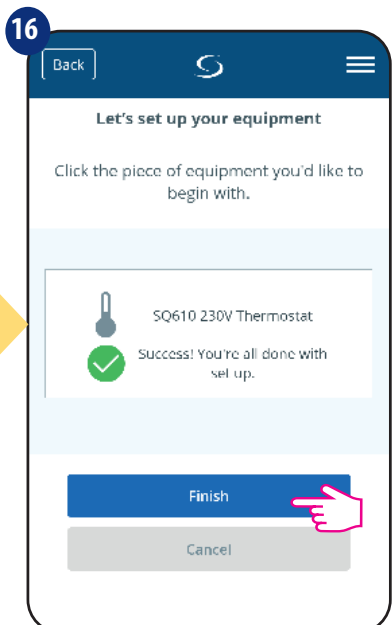 16
Back
Let's set up your equipment
Click the piece of equipment you'd like to
begin with.
SQ610 230V Thermostat
Success! You're all done with
set up.
Finish
Cancel